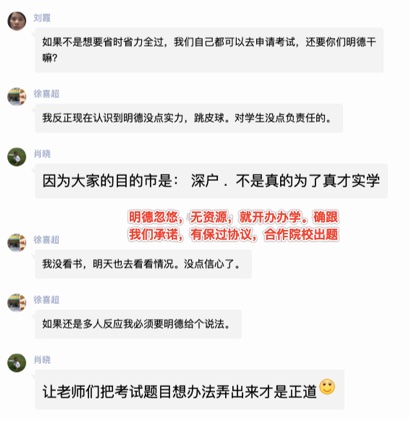 刘霞
如果不是想要省时省力全过，我们自己都可以去申请考试，还要你们明德干
嘛？
徐喜超
我反正现在认识到明德没点实力，跳皮球。对学生没点负责任的。
肖晓
因为大家的目的市是： 深户 . 不是真的为了真才实学
明德忽悠，无资源，就开办办学。确跟
我们承诺，有保过协议，合作院校出题
徐喜超
我没看书，明天也去看看情况。没点信心了。
徐喜超
如果还是多人反应我必须要明德给个说法。
肖晓
让老师们把考试题目想办法弄出来才是正道